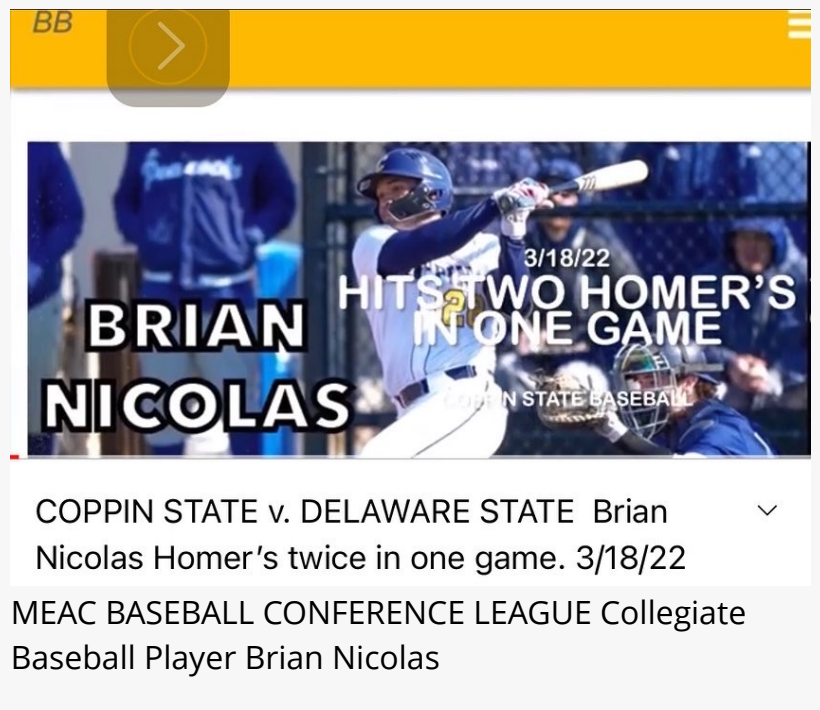 BB
3/18/22
HITS TWO HOMER'S
IN ONE GAME
BRIAN
NICOLAS
COPPIN STATE BASEBALL
COPPIN STATE v. DELAWARE STATE Brian
Nicolas Homer's twice in one game. 3/18/22
MEAC BASEBALL CONFERENCE LEAGUE Collegiate
Baseball Player Brian Nicolas